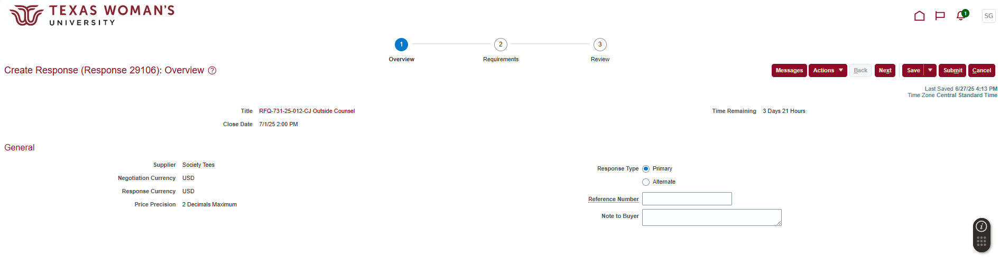 TEXAS WOMAN'S
UNIVERSITY
1
SG
1 2 3
Overview Requirements Review
Create Response (Response 29106): Overview ?
Messages Actions Back Next Save Submit Cancel
Last Saved 6/27/25 4:13 PM
Time Zone Central Standard Time
Title RFQ-731-25-012-CJ Outside Counsel
Time Remaining 3 Days 21 Hours
Close Date 7/1/25 2:00 PM
General
Supplier Society Tees
Negotiation Currency USD
Response Currency USD
Price Precision 2 Decimals Maximum
Response Type Primary
Alternate
Reference Number
Note to Buyer
i